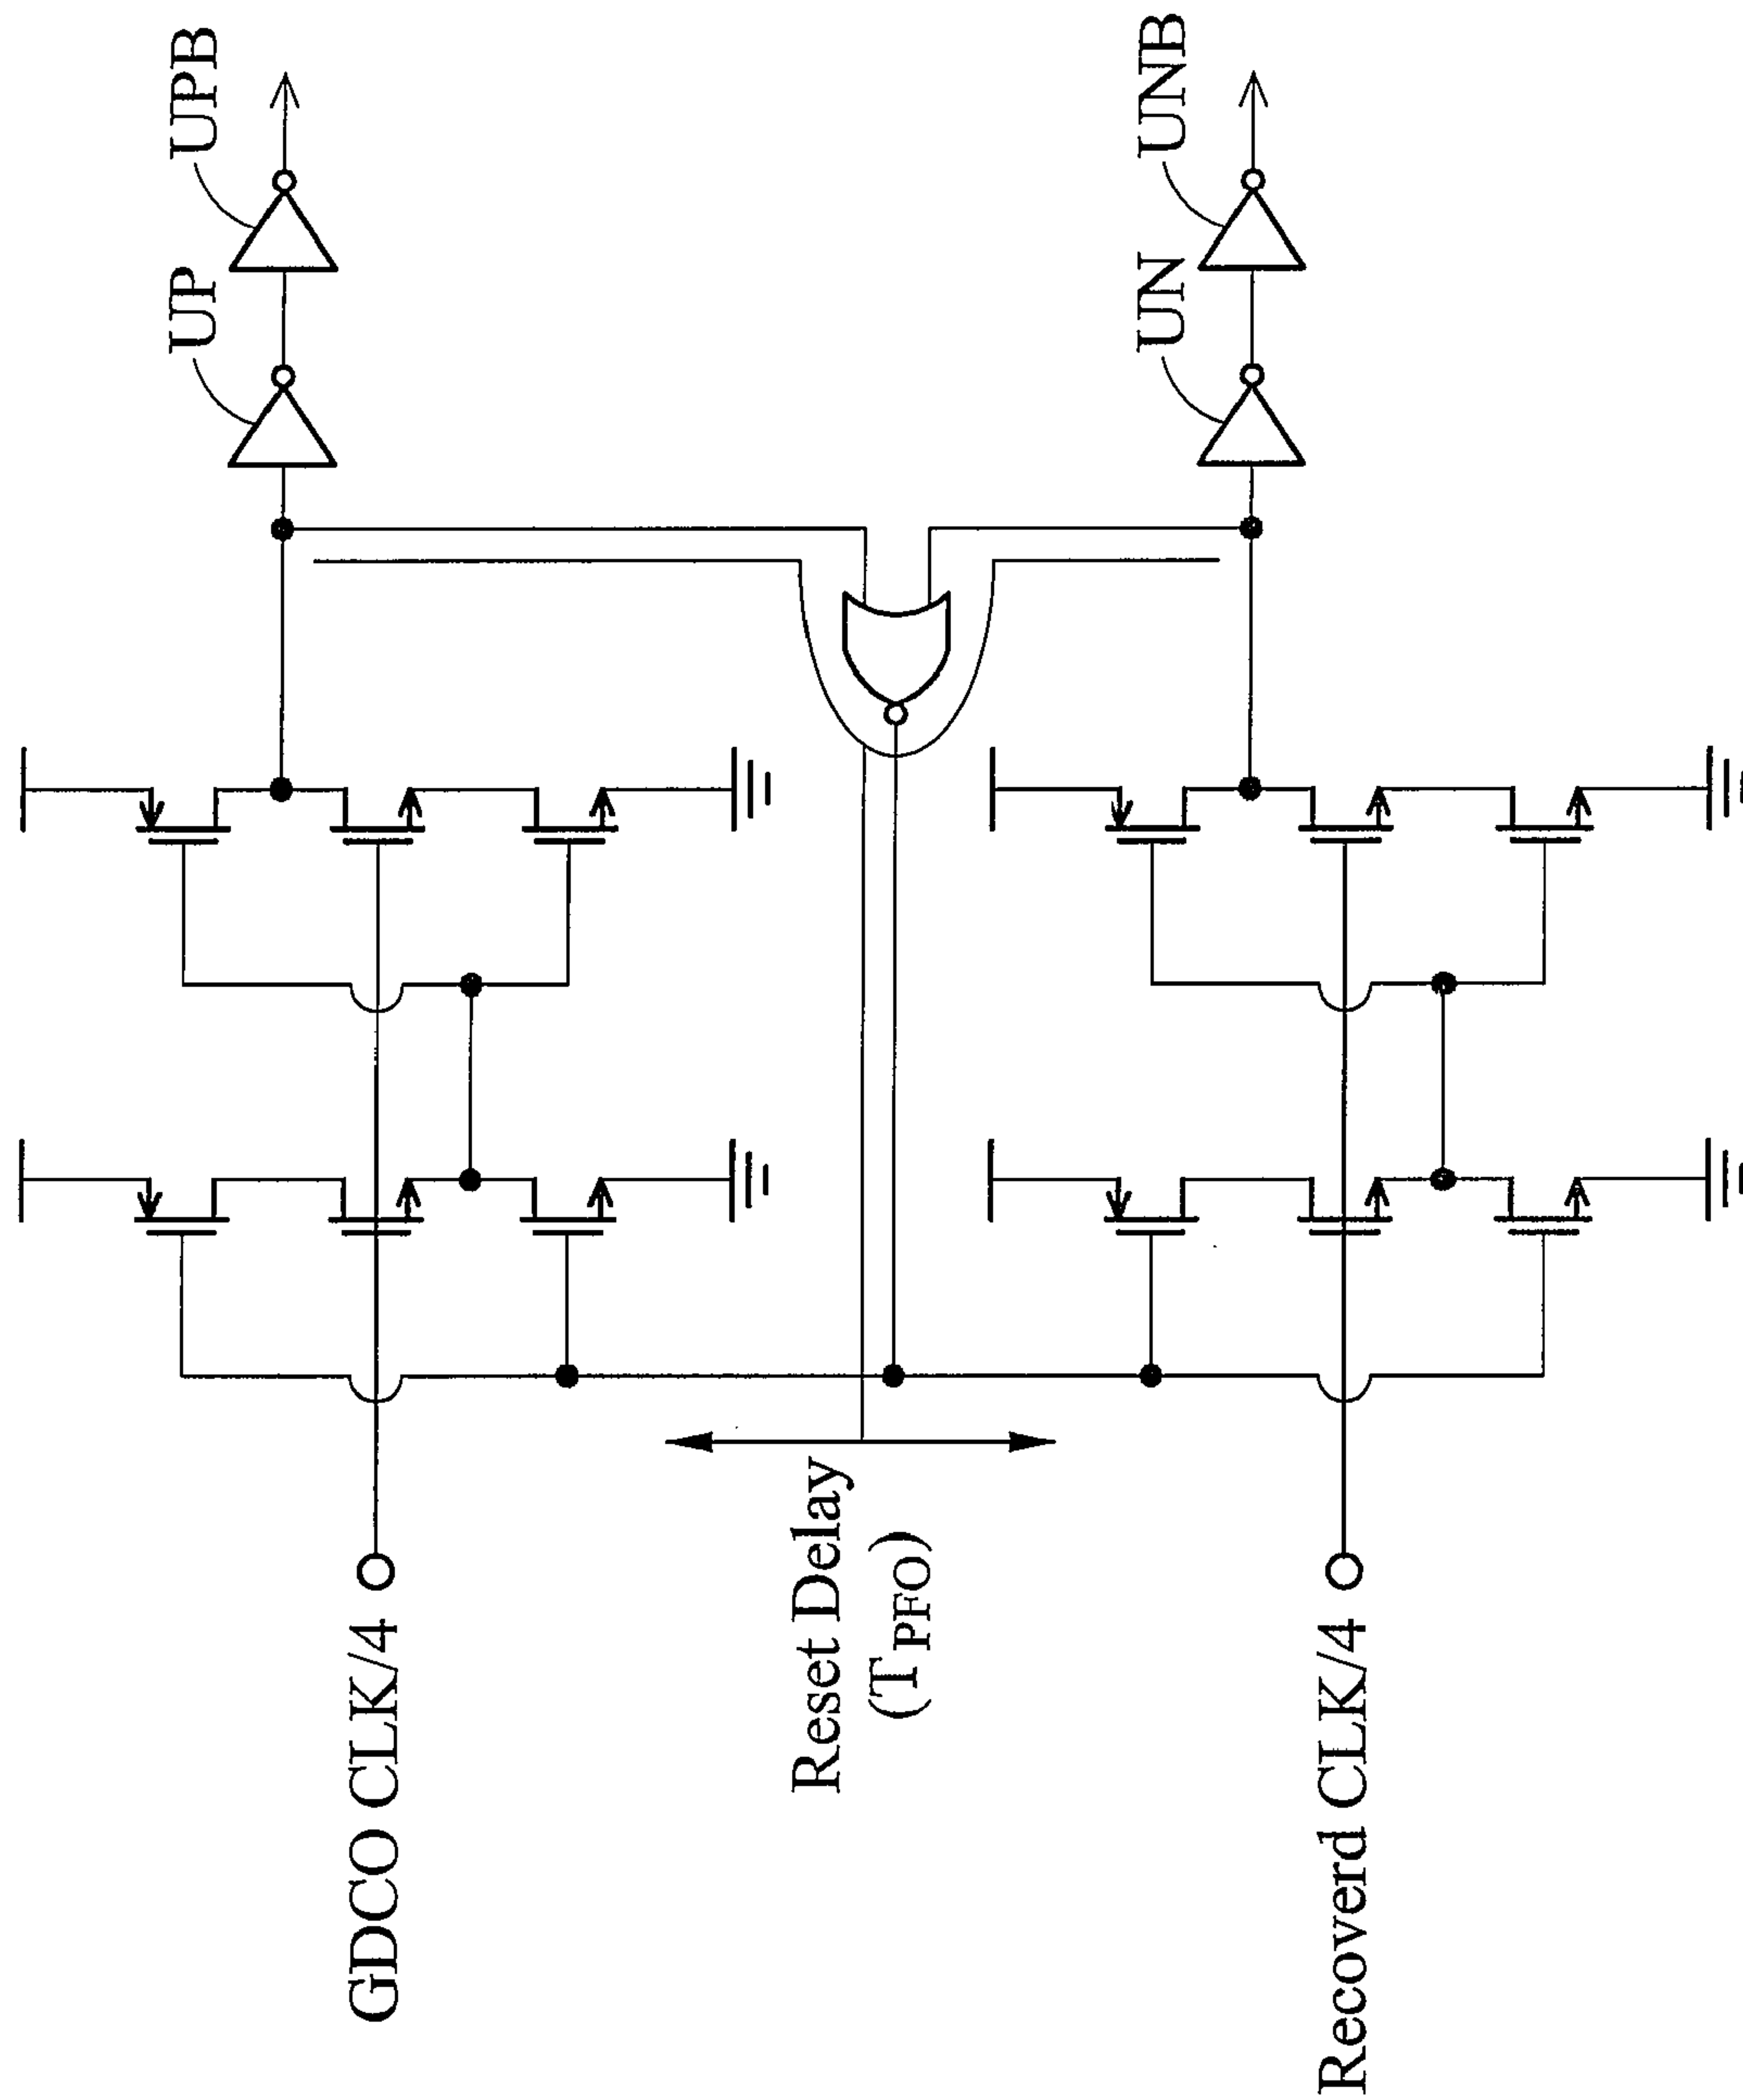 UP
UPB
GDCO CLK/4
Reset Delay
(TPFO)
UN
UNB
Recoverd CLK/4